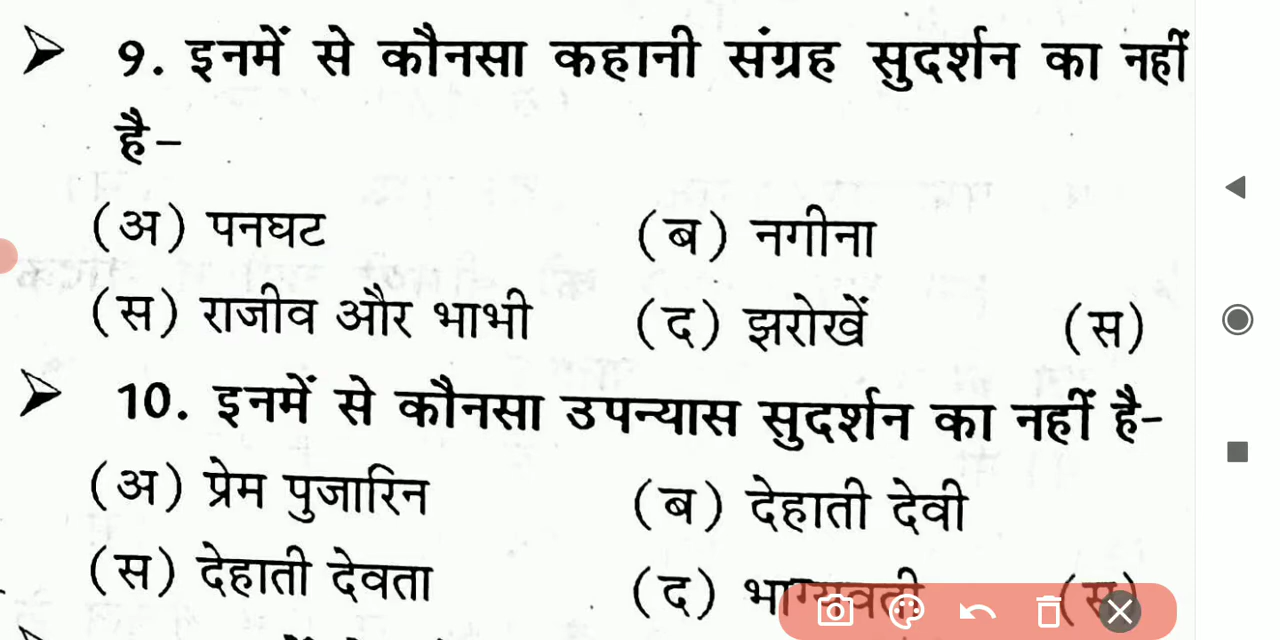 ➢ 9. इनमें से कौनसा कहानी संग्रह सुदर्शन का नहीं
है-
(अ) पनघट (ब) नगीना
(स) राजीव और भाभी (द) झरोखें (स)
➢ 10. इनमें से कौनसा उपन्यास सुदर्शन का नहीं है-
(अ) प्रेम पुजारिन (ब) देहाती देवी
(स) देहाती देवता (द) भाग्यवती (स)